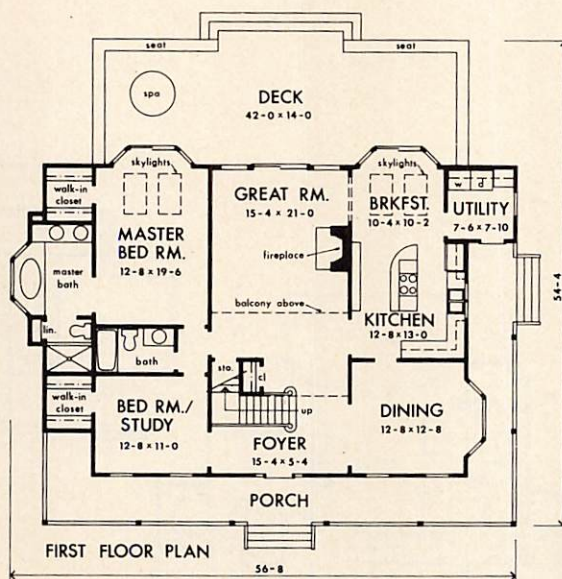 seat
seat
spa
DECK
42-0 × 14-0
skylights
skylights
walk-in
closet
GREAT RM.
15-4 × 21-0
BRKFST.
10-4 × 10-2
w
d
UTILITY
7-6 × 7-10
MASTER
BED RM.
12-8 × 19-6
fireplace
master
bath
balcony above
54-4
KITCHEN
12-8 × 13-0
lin.
bath
sto.
cl
walk-in
closet
BED RM./
STUDY
12-8 × 11-0
up
DINING
12-8 × 12-8
FOYER
15-4 × 5-4
PORCH
FIRST FLOOR PLAN
56-8